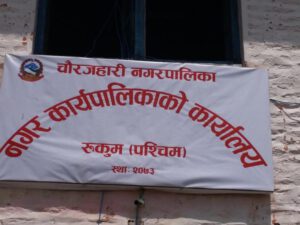 चौरजहारी नगरपालिका
नगर कार्यपालिकाको कार्यालय
रुकुम (पश्चिम)
स्थाः २०७३